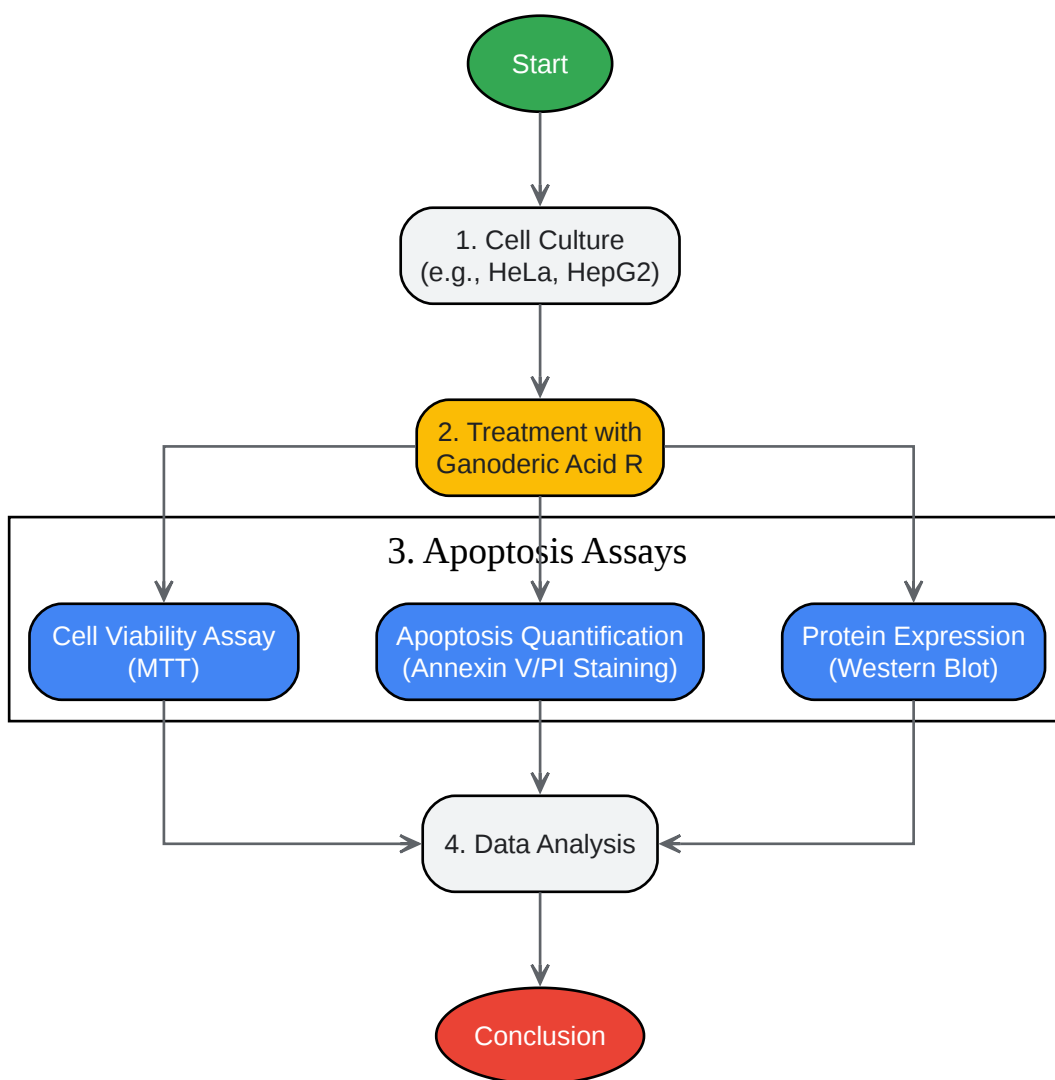 Start
1. Cell Culture
(e.g., HeLa, HepG2)
2. Treatment with
Ganoderic Acid R
3. Apoptosis Assays
Cell Viability Assay
(MTT)
Apoptosis Quantification
(Annexin V/PI Staining)
Protein Expression
(Western Blot)
4. Data Analysis
Conclusion